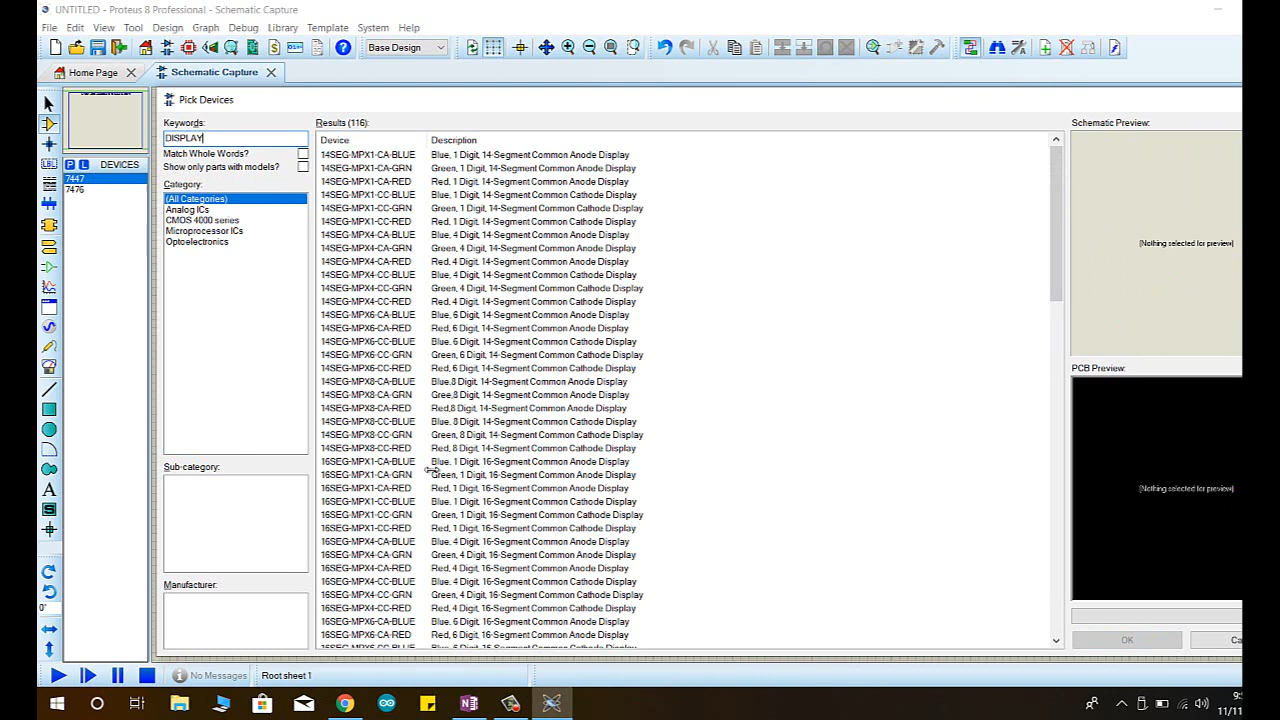 UNTITLED - Proteus 8 Professional - Schematic Capture
File Edit View Tool Design Graph Debug Library Template System Help
Base Design
Home Page
Schematic Capture
Pick Devices
Keywords:
DISPLAY
Match Whole Words?
Show only parts with models?
Category:
(All Categories)
Analog ICs
CMOS 4000 series
Microprocessor ICs
Optoelectronics
Sub-category:
Manufacturer:
P L DEVICES
7447
7476
Results (116):
Device Description
14SEG-MPX1-CA-BLUE Blue, 1 Digit, 14-Segment Common Anode Display
14SEG-MPX1-CA-GRN Green, 1 Digit, 14-Segment Common Anode Display
14SEG-MPX1-CA-RED Red, 1 Digit, 14-Segment Common Anode Display
14SEG-MPX1-CC-BLUE Blue, 1 Digit, 14-Segment Common Cathode Display
14SEG-MPX1-CC-GRN Green, 1 Digit, 14-Segment Common Cathode Display
14SEG-MPX1-CC-RED Red, 1 Digit, 14-Segment Common Cathode Display
14SEG-MPX4-CA-BLUE Blue, 4 Digit, 14-Segment Common Anode Display
14SEG-MPX4-CA-GRN Green, 4 Digit, 14-Segment Common Anode Display
14SEG-MPX4-CA-RED Red, 4 Digit, 14-Segment Common Anode Display
14SEG-MPX4-CC-BLUE Blue, 4 Digit, 14-Segment Common Cathode Display
14SEG-MPX4-CC-GRN Green, 4 Digit, 14-Segment Common Cathode Display
14SEG-MPX4-CC-RED Red, 4 Digit, 14-Segment Common Cathode Display
14SEG-MPX6-CA-BLUE Blue, 6 Digit, 14-Segment Common Anode Display
14SEG-MPX6-CA-RED Red, 6 Digit, 14-Segment Common Anode Display
14SEG-MPX6-CC-BLUE Blue. 6 Digit, 14-Segment Common Cathode Display
14SEG-MPX6-CC-GRN Green, 6 Digit, 14-Segment Common Cathode Display
14SEG-MPX6-CC-RED Red, 6 Digit, 14-Segment Common Cathode Display
14SEG-MPX8-CA-BLUE Blue.8 Digit, 14-Segment Common Anode Display
14SEG-MPX8-CA-GRN Gree,8 Digit, 14-Segment Common Anode Display
14SEG-MPX8-CA-RED Red,8 Digit, 14-Segment Common Anode Display
14SEG-MPX8-CC-BLUE Blue. 8 Digit, 14-Segment Common Cathode Display
14SEG-MPX8-CC-GRN Green, 8 Digit, 14-Segment Common Cathode Display
14SEG-MPX8-CC-RED Red, 8 Digit, 14-Segment Common Cathode Display
16SEG-MPX1-CA-BLUE Blue. 1 Digit, 16-Segment Common Anode Display
16SEG-MPX1-CA-GRN Green, 1 Digit, 16-Segment Common Anode Display
16SEG-MPX1-CA-RED Red, 1 Digit, 16-Segment Common Anode Display
16SEG-MPX1-CC-BLUE Blue. 1 Digit, 16-Segment Common Cathode Display
16SEG-MPX1-CC-GRN Green, 1 Digit, 16-Segment Common Cathode Display
16SEG-MPX1-CC-RED Red, 1 Digit, 16-Segment Common Cathode Display
16SEG-MPX4-CA-BLUE Blue. 4 Digit, 16-Segment Common Anode Display
16SEG-MPX4-CA-GRN Green, 4 Digit, 16-Segment Common Anode Display
16SEG-MPX4-CA-RED Red, 4 Digit, 16-Segment Common Anode Display
16SEG-MPX4-CC-BLUE Blue. 4 Digit, 16-Segment Common Cathode Display
16SEG-MPX4-CC-GRN Green, 4 Digit, 16-Segment Common Cathode Display
16SEG-MPX4-CC-RED Red, 4 Digit, 16-Segment Common Cathode Display
16SEG-MPX6-CA-BLUE Blue. 6 Digit, 16-Segment Common Anode Display
16SEG-MPX6-CA-RED Red, 6 Digit, 16-Segment Common Anode Display
Schematic Preview:
[Nothing selected for preview]
PCB Preview:
[Nothing selected for preview]
OK
No Messages
Root sheet 1